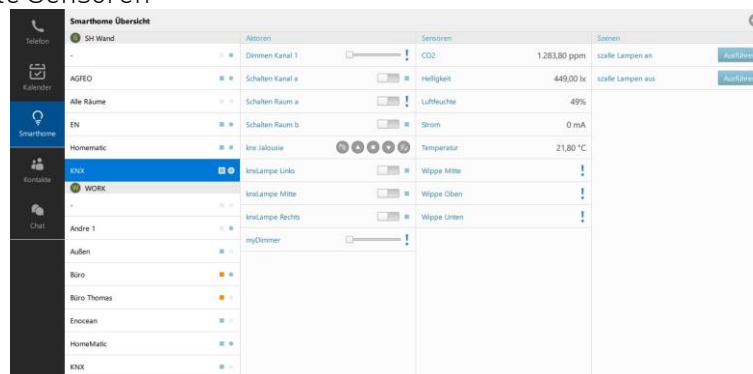 te Sensoren
Smarthome Übersicht
Telefon
Kalender
Smarthome
Kontakte
Chat
SH Wand
-
AGFEO
Alle Räume
EN
Homematic
KNX
WORK
-
Andre 1
Außen
Büro
Büro Thomas
Enocean
HomeMatic
KNX
Aktoren
Dimmen Kanal 1
Schalten Kanal a
Schalten Raum a
Schalten Raum b
knx Jalousie
knxLampe Links
knxLampe Mitte
knxLampe Rechts
myDimmer
Sensoren
CO2 1.283,80 ppm
Helligkeit 449,00 lx
Luftfeuchte 49%
Strom 0 mA
Temperatur 21,80 °C
Wippe Mitte
Wippe Oben
Wippe Unten
Szenen
szalle Lampen an Ausführe
szalle Lampen aus Ausführe